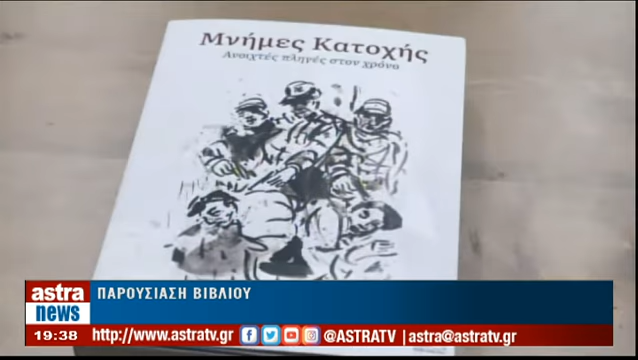 Μνήμες Κατοχής
Ανοιχτές πληγές στον χρόνο
astra
news
ΠΑΡΟΥΣΙΑΣΗ ΒΙΒΛΙΟΥ
19:38 http://www.astratv.gr @ASTRATV | astra@astratv.gr